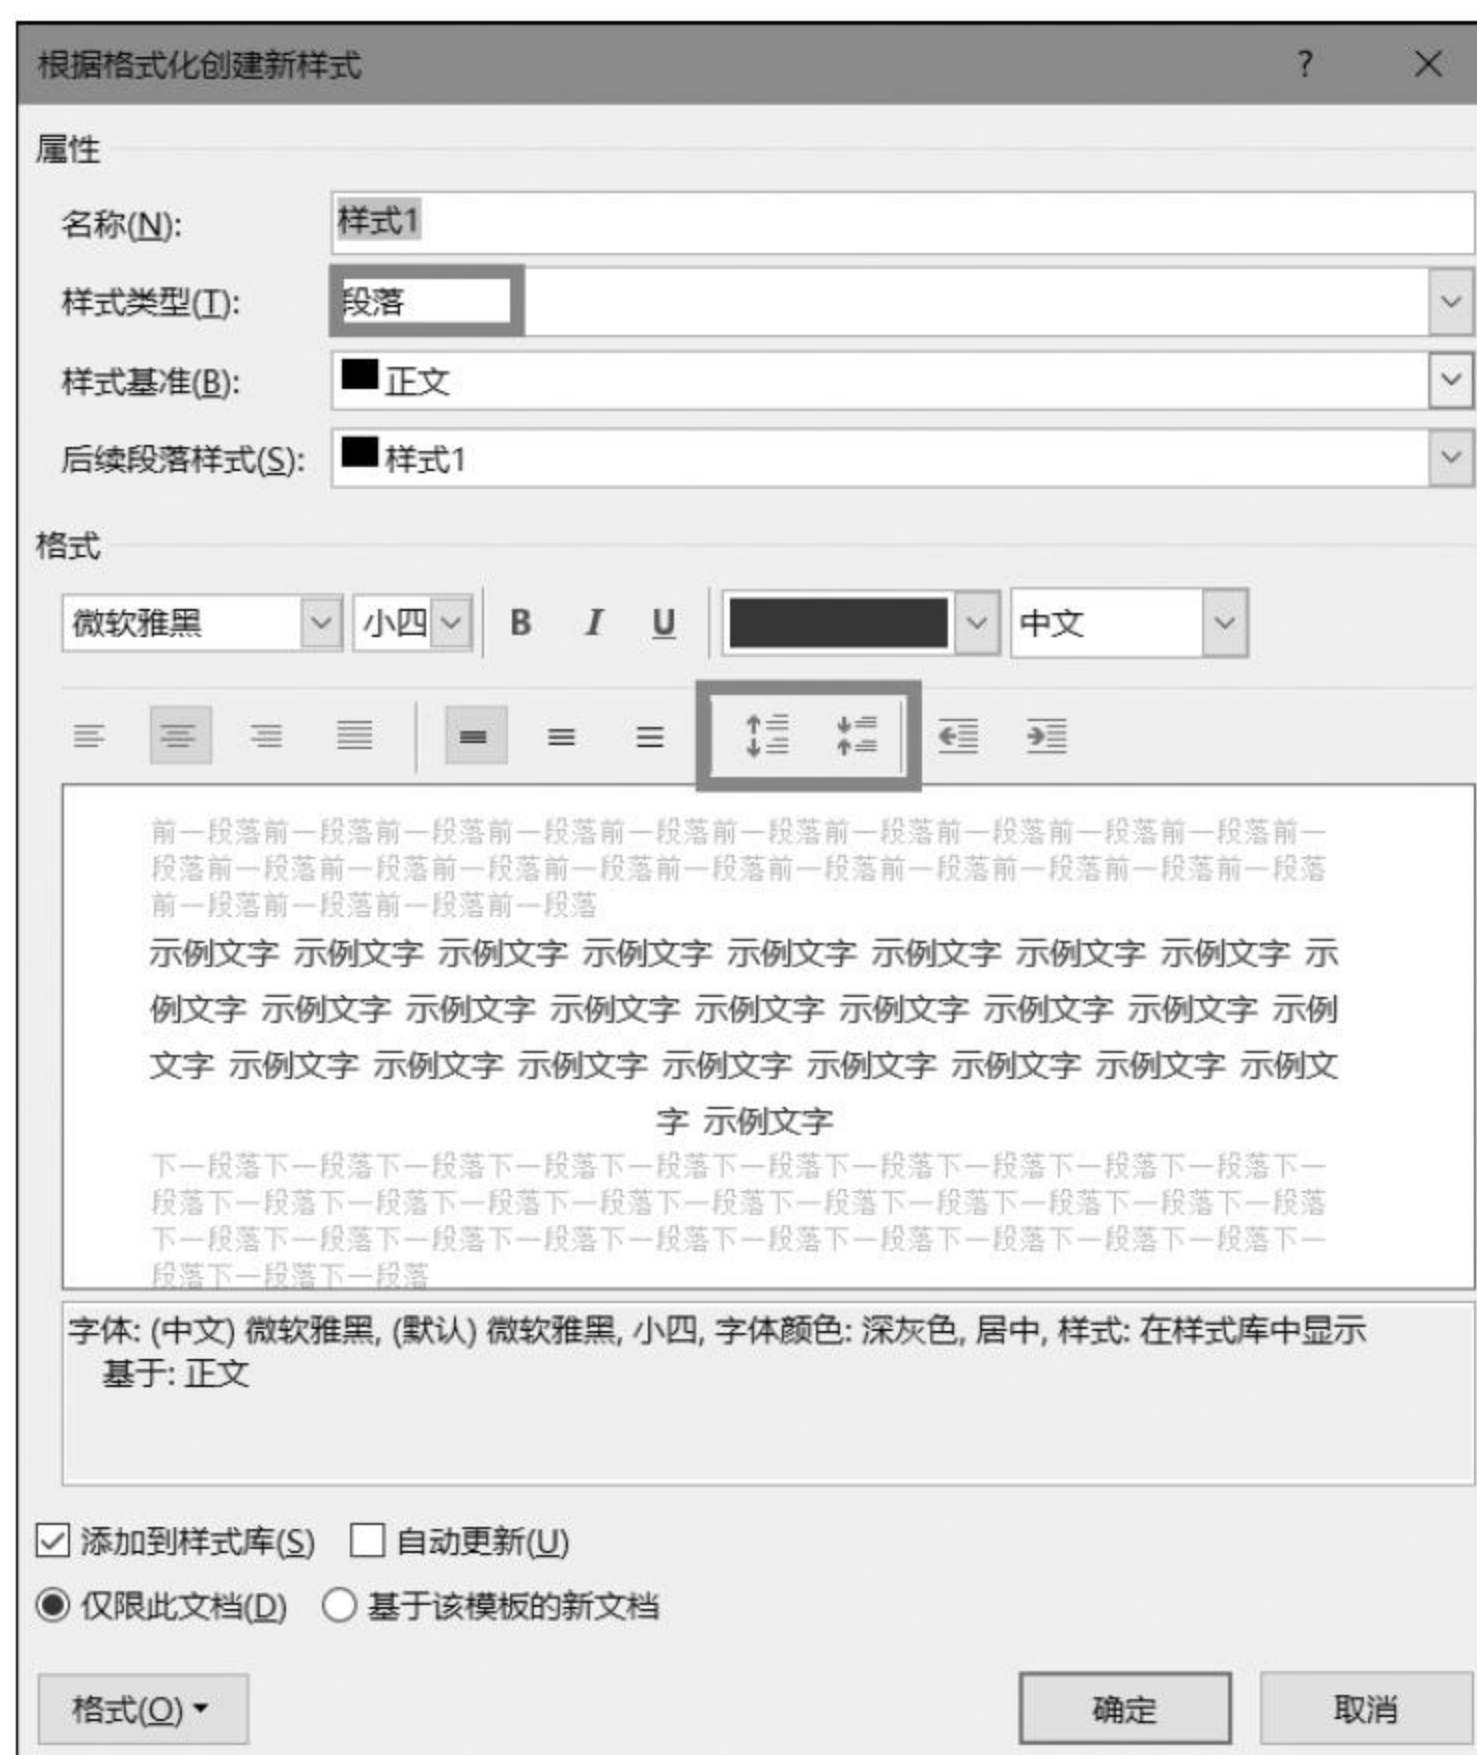 根据格式化创建新样式 ?
属性
名称(N): 样式1
样式类型(T): 段落
样式基准(B): 正文
后续段落样式(S): 样式1
格式
微软雅黑 小四 B I U 中文
前一段落前一段落前一段落前一段落前一段落前一段落前一段落前一段落前一段落前一段落前一
段落前一段落前一段落前一段落前一段落前一段落前一段落前一段落前一段落前一段落前一段落
前一段落前一段落前一段落前一段落
示例文字 示例文字 示例文字 示例文字 示例文字 示例文字 示例文字 示例文字 示
例文字 示例文字 示例文字 示例文字 示例文字 示例文字 示例文字 示例文字 示例
文字 示例文字 示例文字 示例文字 示例文字 示例文字 示例文字 示例文字 示例文
字 示例文字
下一段落下一段落下一段落下一段落下一段落下一段落下一段落下一段落下一段落下一段落下一
段落下一段落下一段落下一段落下一段落下一段落下一段落下一段落下一段落下一段落下一段落
下一段落下一段落下一段落下一段落下一段落下一段落下一段落下一段落下一段落下一段落下一
段落下一段落下一段落
字体: (中文) 微软雅黑, (默认) 微软雅黑, 小四, 字体颜色: 深灰色, 居中, 样式: 在样式库中显示
基于: 正文
添加到样式库(S) 自动更新(U)
仅限此文档(D) 基于该模板的新文档
格式(O) 确定 取消